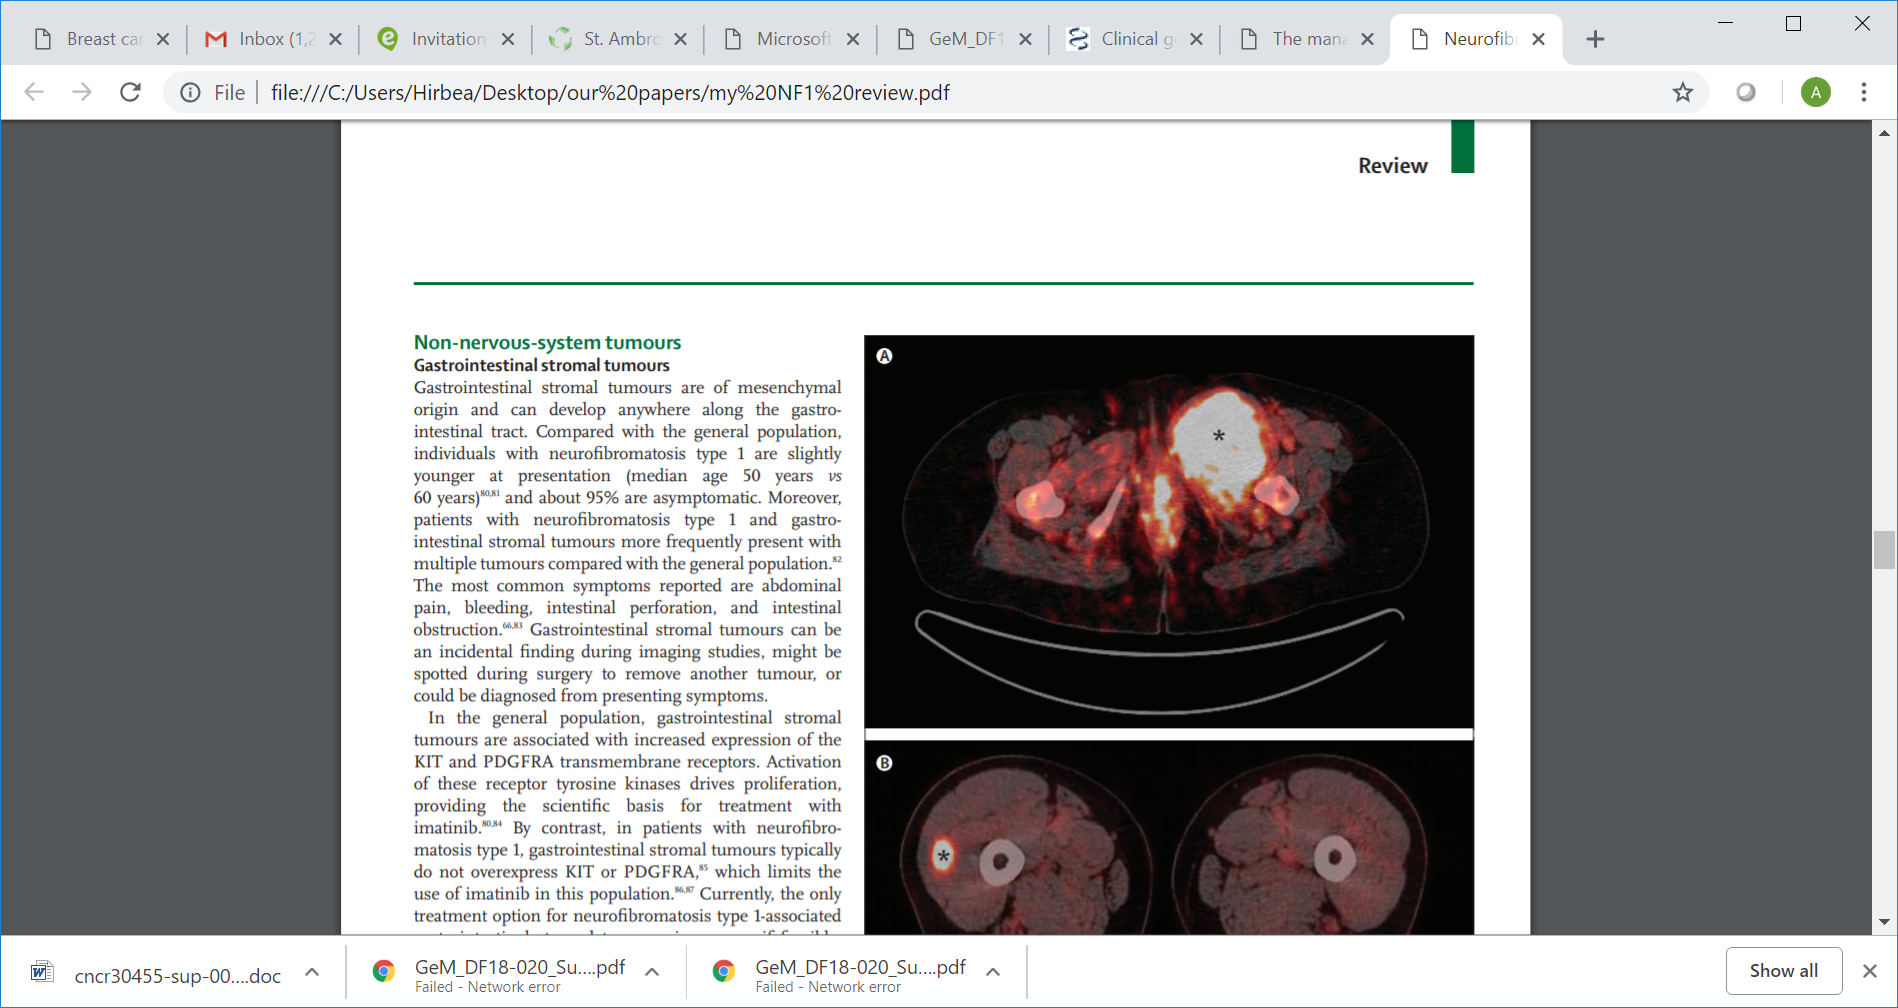 Breast ca
Inbox (1,2
Invitation
St. Ambro
Microsoft
GeM_DF1
Clinical g
The mana
Neurofib
File
file:///C:/Users/Hirbea/Desktop/our%20papers/my%20NF1%20review.pdf
A
Review
Non-nervous-system tumours
Gastrointestinal stromal tumours
Gastrointestinal stromal tumours are of mesenchymal
origin and can develop anywhere along the gastro-
intestinal tract. Compared with the general population,
individuals with neurofibromatosis type 1 are slightly
younger at presentation (median age 50 years vs
60 years)80,81 and about 95% are asymptomatic. Moreover,
patients with neurofibromatosis type 1 and gastro-
intestinal stromal tumours more frequently present with
multiple tumours compared with the general population.82
The most common symptoms reported are abdominal
pain, bleeding, intestinal perforation, and intestinal
obstruction.66,83 Gastrointestinal stromal tumours can be
an incidental finding during imaging studies, might be
spotted during surgery to remove another tumour, or
could be diagnosed from presenting symptoms.
In the general population, gastrointestinal stromal
tumours are associated with increased expression of the
KIT and PDGFRA transmembrane receptors. Activation
of these receptor tyrosine kinases drives proliferation,
providing the scientific basis for treatment with
imatinib.80,84 By contrast, in patients with neurofibro-
matosis type 1, gastrointestinal stromal tumours typically
do not overexpress KIT or PDGFRA,85 which limits the
use of imatinib in this population.86,87 Currently, the only
treatment option for neurofibromatosis type 1-associated
A
*
B
*
cncr30455-sup-00....doc
GeM_DF18-020_Su....pdf
Failed - Network error
GeM_DF18-020_Su....pdf
Failed - Network error
Show all